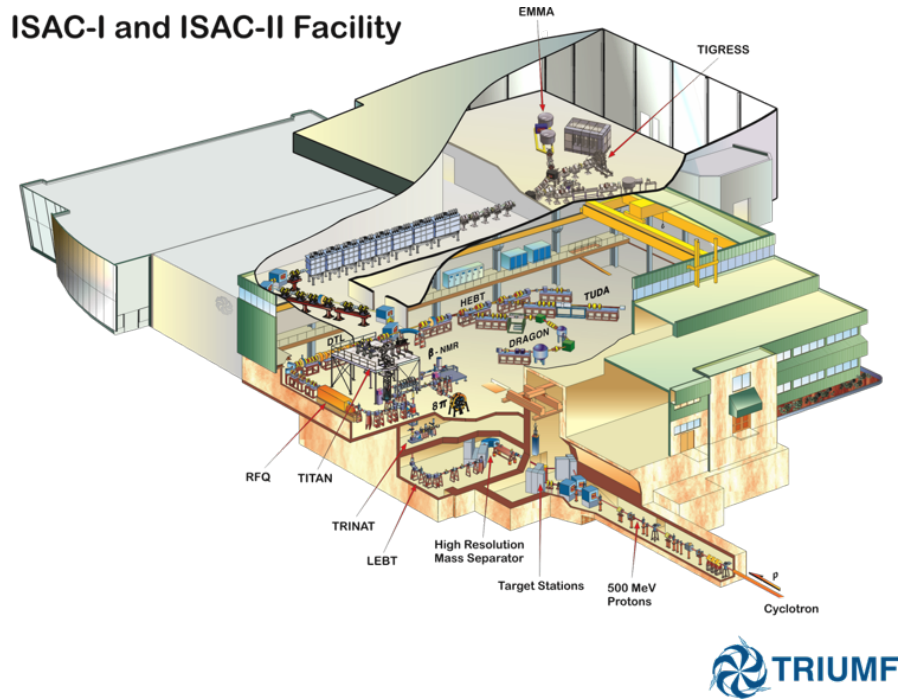 ISAC-I and ISAC-II Facility
EMMA
TIGRESS
HEBT
TUDA
DTL
β-NMR
DRAGON
8π
RFQ
TITAN
TRINAT
LEBT
High Resolution
Mass Separator
Target Stations
500 MeV
Protons
p
Cyclotron
TRIUMF